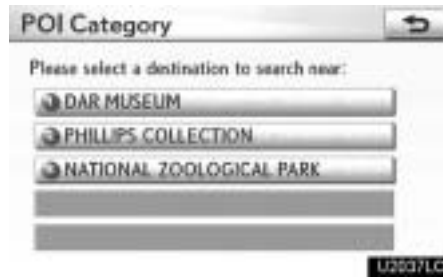 POI Category
Please select a destination to search near:
DAR MUSEUM
PHILLIPS COLLECTION
NATIONAL ZOOLOGICAL PARK
U2037LC